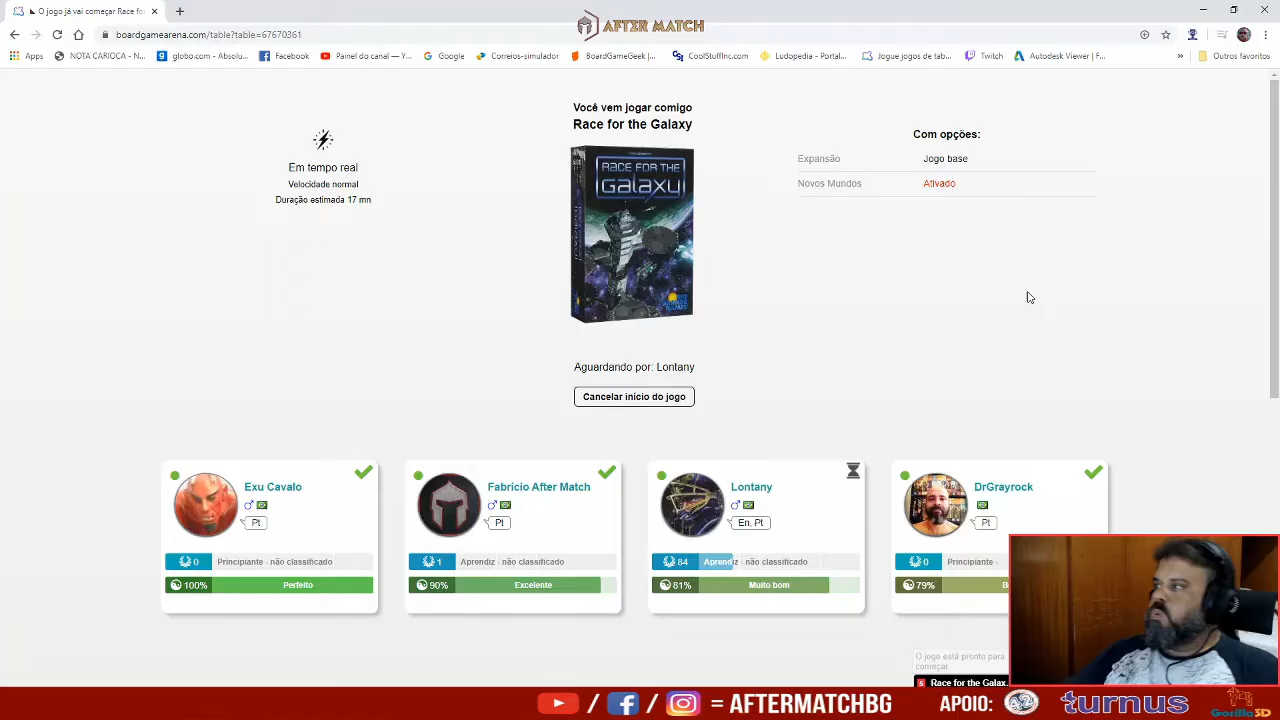 O jogo já vai começar Race for
AFTER MATCH
boardgamearena.com/table?table=67670361
Apps
NOTA CARIOCA - N...
globo.com - Absolu...
Facebook
Painel do canal — Y...
Google
Correios-simulador
BoardGameGeek |...
CoolStuffInc.com
Ludopedia - Portal...
Jogue jogos de tab...
Twitch
Autodesk Viewer | F...
»
Outros favoritos
Você vem jogar comigo
Race for the Galaxy
Em tempo real
Velocidade normal
Duração estimada 17 mn
RACE FOR THE
GALAXY
Com opções:
Expansão Jogo base
Novos Mundos Ativado
Aguardando por: Lontany
Cancelar inicio do jogo
Exu Cavalo
Pt
0 Principiante - não classificado
100% Perfeito
Fabricio After Match
Pt
1 Aprendiz - não classificado
90% Excelente
Lontany
En, Pt
84 Aprendiz - não classificado
81% Muito bom
DrGrayrock
Pt
0 Principiante -
79% B
O jogo está pronto para
começar.
Race for the Galax.
/ / = AFTERMATCHBG
APOIO:
turnus
Gorilla3D